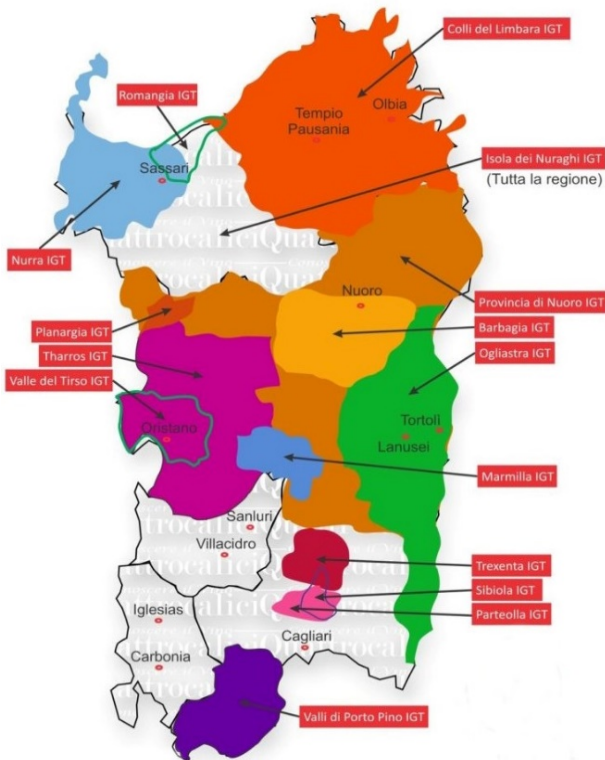 Colli del Limbara IGT
Romangia IGT
Olbia
Tempio
Pausania
Isola dei Nuraghi IGT
(Tutta la regione)
Sassari
Nurra IGT
Nuoro
Provincia di Nuoro IGT
Planargia IGT
Barbagia IGT
Tharros IGT
Ogliastra IGT
Valle del Tirso IGT
Tortolì
Oristano
Lanusei
Marmilla IGT
Sanluri
Villacidro
Trexenta IGT
Sibiola IGT
Iglesias
Parteolla IGT
Cagliari
Carbonia
Valli di Porto Pino IGT